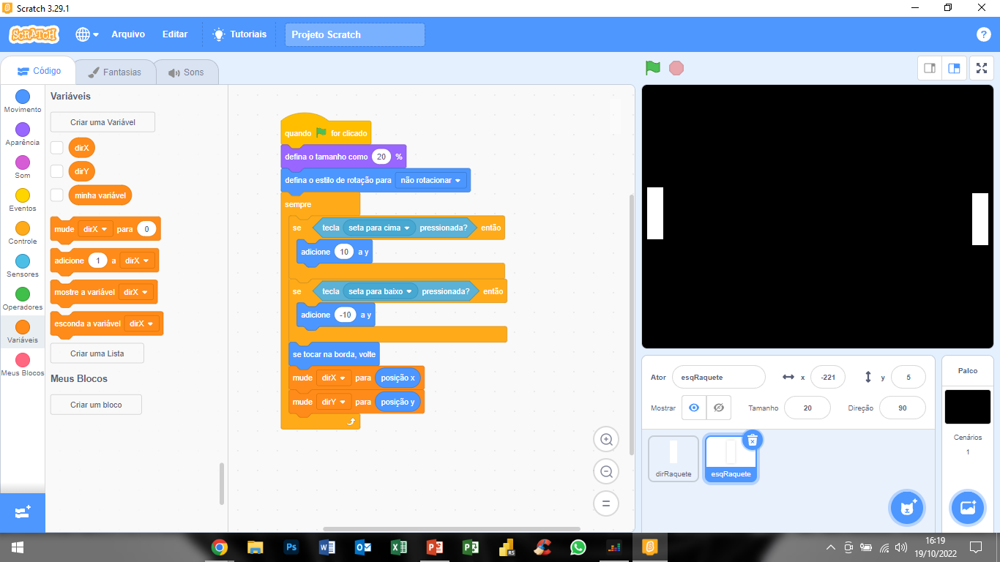 Scratch 3.29.1
SCRATCH
Arquivo
Editar
Tutoriais
Projeto Scratch
?
Código
Fantasias
Sons
Movimento
Aparência
Som
Eventos
Controle
Sensores
Operadores
Variáveis
Meus Blocos
Variáveis
Criar uma Variável
dirX
dirY
minha variável
mude dirX para 0
adicione 1 a dirX
mostre a variável dirX
esconda a variável dirX
Criar uma Lista
Meus Blocos
Criar um bloco
quando for clicado
defina o tamanho como 20 %
defina o estilo de rotação para não rotacionar
sempre
se tecla seta para cima pressionada? então
adicione 10 a y
se tecla seta para baixo pressionada? então
adicione -10 a y
se tocar na borda, volte
mude dirX para posição x
mude dirY para posição y
Ator esqRaquete x -221 y 5
Mostrar Tamanho 20 Direção 90
dirRaquete
esqRaquete
Palco
Cenários
1
Ps
RS
16:19
19/10/2022